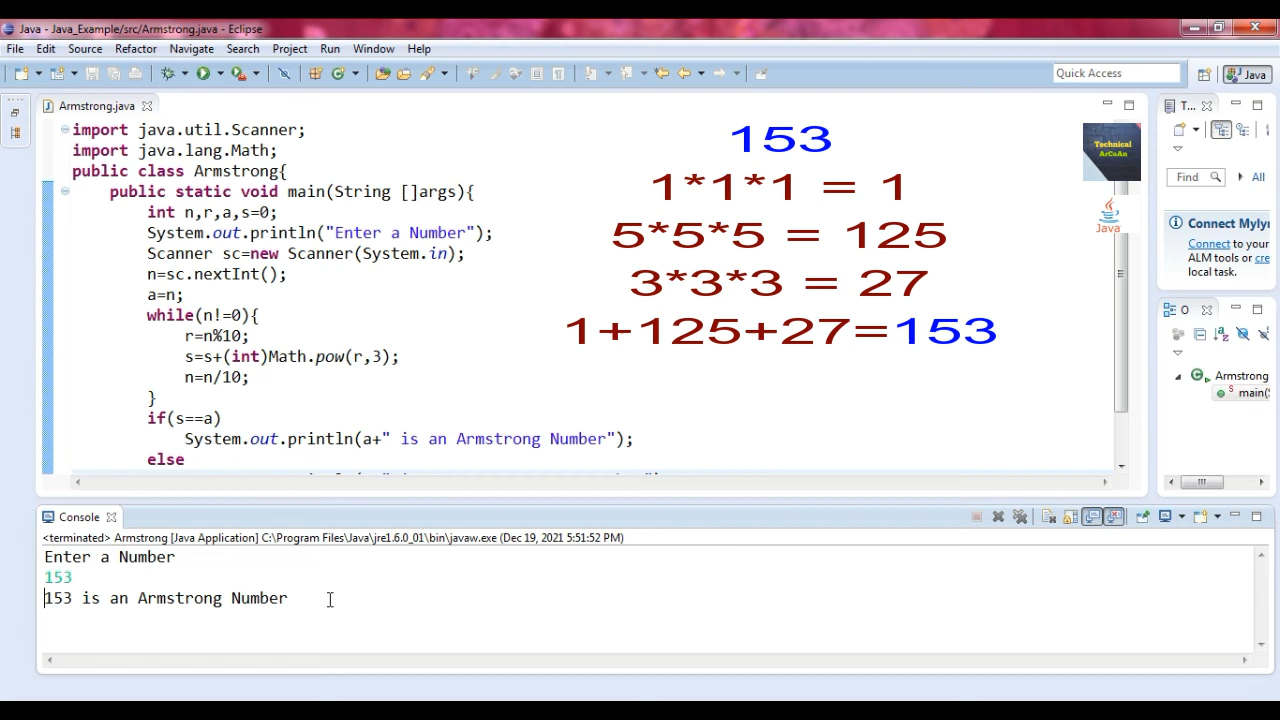 Java - Java_Example/src/Armstrong.java - Eclipse
File Edit Source Refactor Navigate Search Project Run Window Help
Quick Access
Java
Armstrong.java
T...
import java.util.Scanner;
import java.lang.Math;
public class Armstrong{
public static void main(String []args){
int n,r,a,s=0;
System.out.println("Enter a Number");
Scanner sc=new Scanner(System.in);
n=sc.nextInt();
a=n;
while(n!=0){
r=n%10;
s=s+(int)Math.pow(r,3);
n=n/10;
}
if(s==a)
System.out.println(a+" is an Armstrong Number");
else
153
1*1*1 = 1
5*5*5 = 125
3*3*3 = 27
1+125+27=153
Technical
ArCoAn
Java
Find
All
Connect Mylyn
Connect to your
ALM tools or
local task.
O
Armstrong
main(
Console
<terminated> Armstrong [Java Application] C:\Program Files\Java\jre1.6.0_01\bin\javaw.exe (Dec 19, 2021 5:51:52 PM)
Enter a Number
153
153 is an Armstrong Number